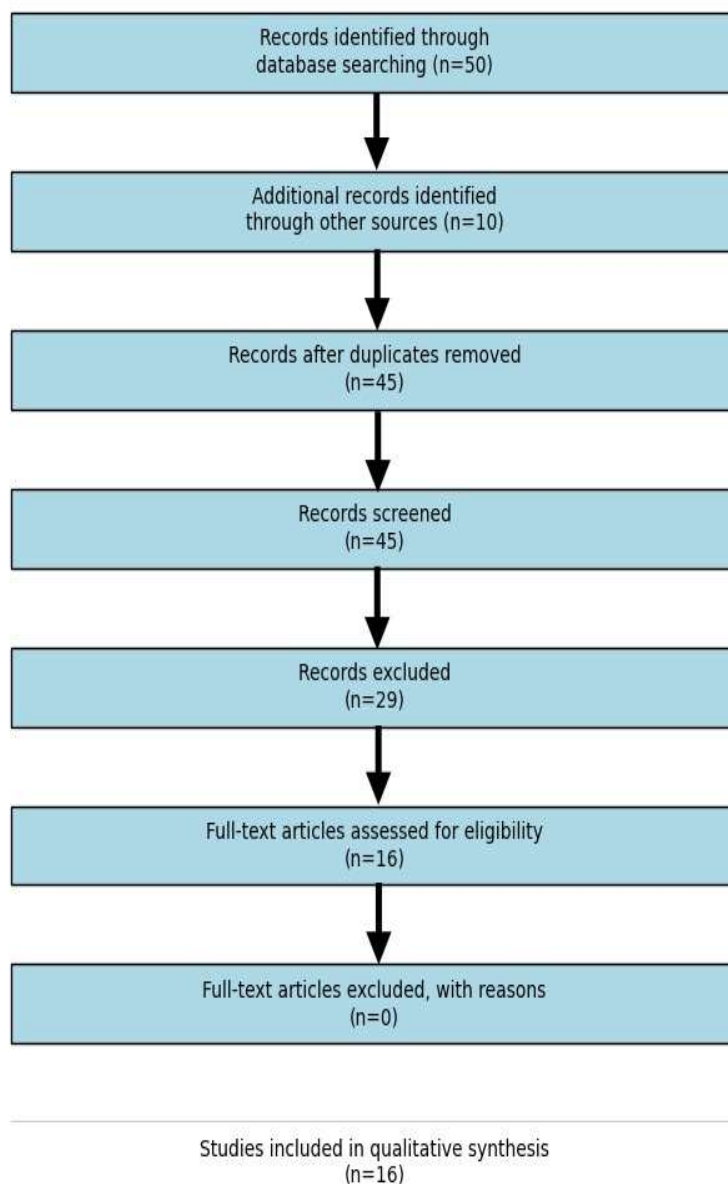 Records identified through
database searching (n=50)
Additional records identified
through other sources (n=10)
Records after duplicates removed
(n=45)
Records screened
(n=45)
Records excluded
(n=29)
Full-text articles assessed for eligibility
(n=16)
Full-text articles excluded, with reasons
(n=0)
Studies included in qualitative synthesis
(n=16)